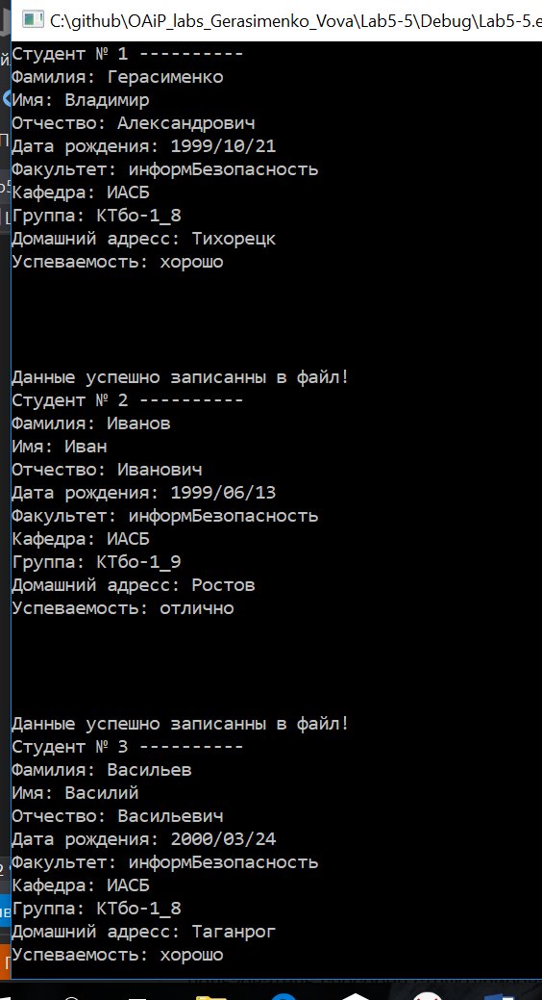 C:\github\OAiP_labs_Gerasimenko_Vova\Lab5-5\Debug\Lab5-5.e
Студент № 1 ----------
Фамилия: Герасименко
Имя: Владимир
Отчество: Александрович
Дата рождения: 1999/10/21
Факультет: информБезопасность
Кафедра: ИАСБ
Группа: КТбо-1_8
Домашний адресс: Тихорецк
Успеваемость: хорошо
Данные успешно записанны в файл!
Студент № 2 ----------
Фамилия: Иванов
Имя: Иван
Отчество: Иванович
Дата рождения: 1999/06/13
Факультет: информБезопасность
Кафедра: ИАСБ
Группа: КТбо-1_9
Домашний адресс: Ростов
Успеваемость: отлично
Данные успешно записанны в файл!
Студент № 3 ----------
Фамилия: Васильев
Имя: Василий
Отчество: Васильевич
Дата рождения: 2000/03/24
Факультет: информБезопасность
Кафедра: ИАСБ
Группа: КТбо-1_8
Домашний адресс: Таганрог
Успеваемость: хорошо